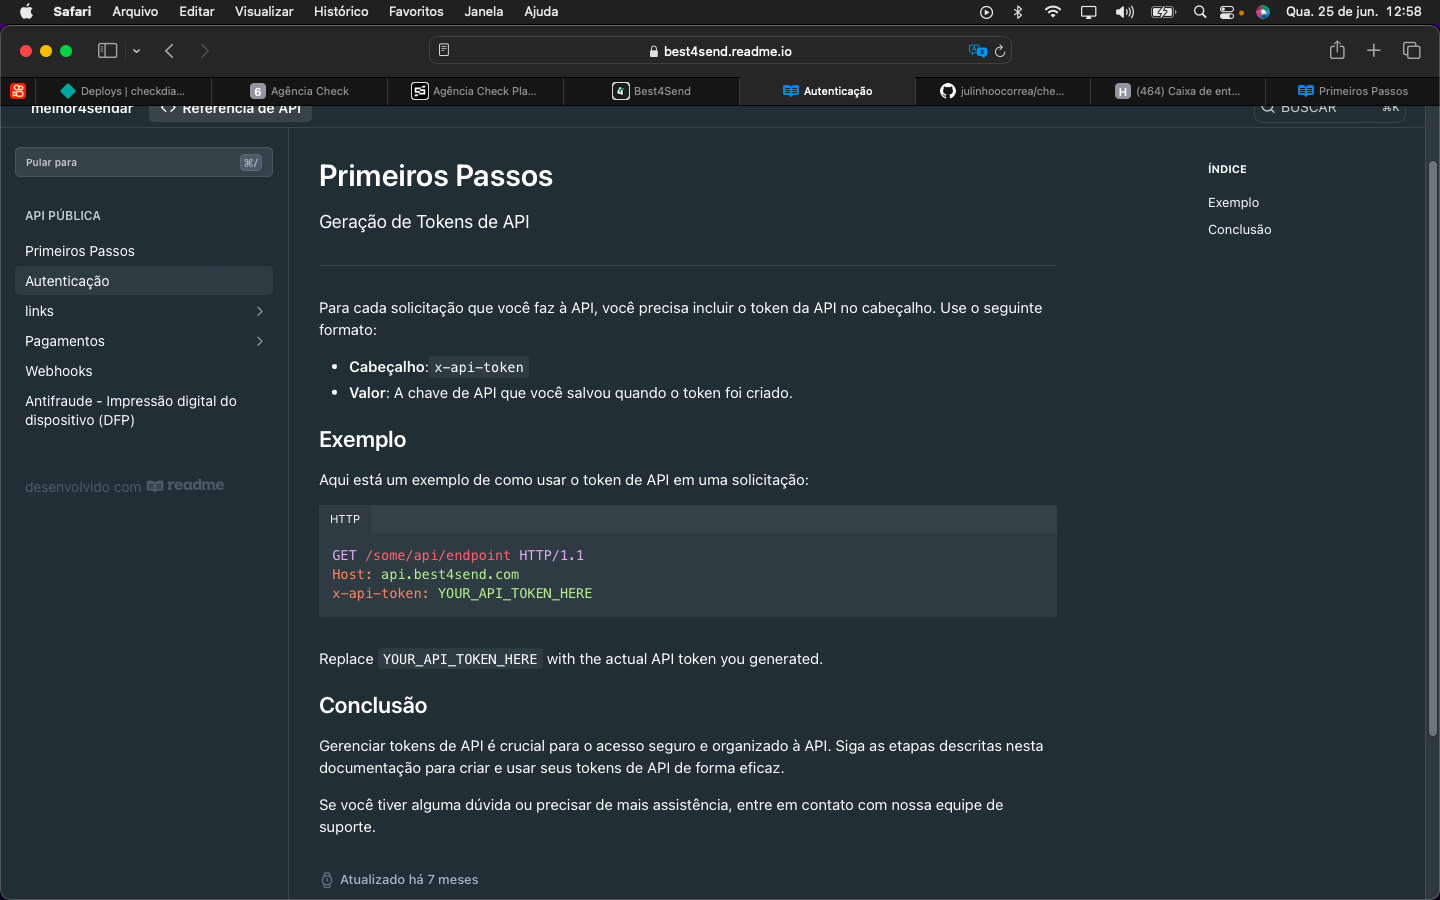 Safari Arquivo Editar Visualizar Histórico Favoritos Janela Ajuda Qua. 25 de jun. 12:58
best4send.readme.io
Deploys | checkdia... 6 Agência Check Agência Check Pla... Best4Send Autenticação julinhoocorrea/che... H (464) Caixa de ent... Primeiros Passos
melhor4sendar <> Referência de API BUSCAR ⌘K
Pular para ⌘/
API PÚBLICA
Primeiros Passos
Autenticação
links
Pagamentos
Webhooks
Antifraude - Impressão digital do
dispositivo (DFP)
desenvolvido com readme
Primeiros Passos
Geração de Tokens de API
Para cada solicitação que você faz à API, você precisa incluir o token da API no cabeçalho. Use o seguinte
formato:
• Cabeçalho: x-api-token
• Valor: A chave de API que você salvou quando o token foi criado.
Exemplo
Aqui está um exemplo de como usar o token de API em uma solicitação:
HTTP
GET /some/api/endpoint HTTP/1.1
Host: api.best4send.com
x-api-token: YOUR_API_TOKEN_HERE
Replace YOUR_API_TOKEN_HERE with the actual API token you generated.
Conclusão
Gerenciar tokens de API é crucial para o acesso seguro e organizado à API. Siga as etapas descritas nesta
documentação para criar e usar seus tokens de API de forma eficaz.
Se você tiver alguma dúvida ou precisar de mais assistência, entre em contato com nossa equipe de
suporte.
Atualizado há 7 meses
ÍNDICE
Exemplo
Conclusão